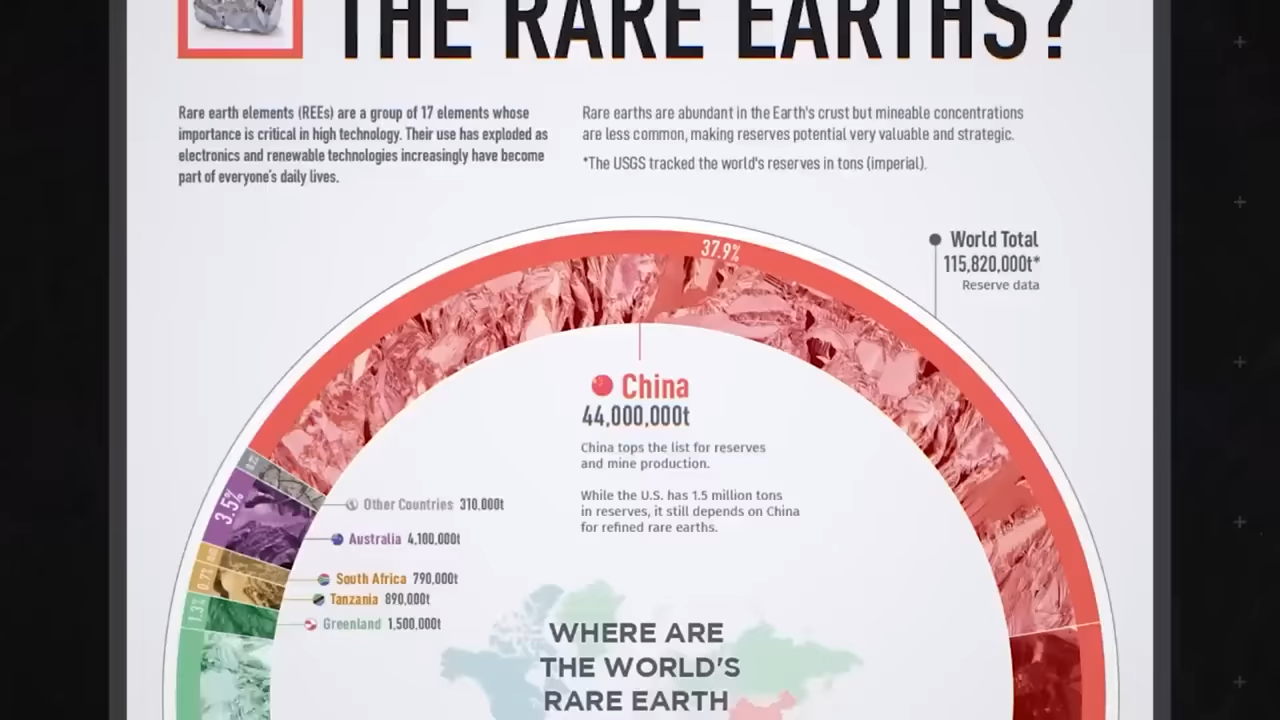 THE RARE EARTHS?
Rare earth elements (REEs) are a group of 17 elements whose
importance is critical in high technology. Their use has exploded as
electronics and renewable technologies increasingly have become
part of everyone's daily lives.
Rare earths are abundant in the Earth's crust but mineable concentrations
are less common, making reserves potential very valuable and strategic.
*The USGS tracked the world's reserves in tons (imperial).
World Total
115,820,000t*
Reserve data
37.9%
China
44,000,000t
China tops the list for reserves
and mine production.
While the U.S. has 1.5 million tons
in reserves, it still depends on China
for refined rare earths.
Other Countries 310,000t
3.5%
Australia 4,100,000t
South Africa 790,000t
0.7%
Tanzania 890,000t
1.3%
Greenland 1,500,000t
WHERE ARE
THE WORLD'S
RARE EARTH